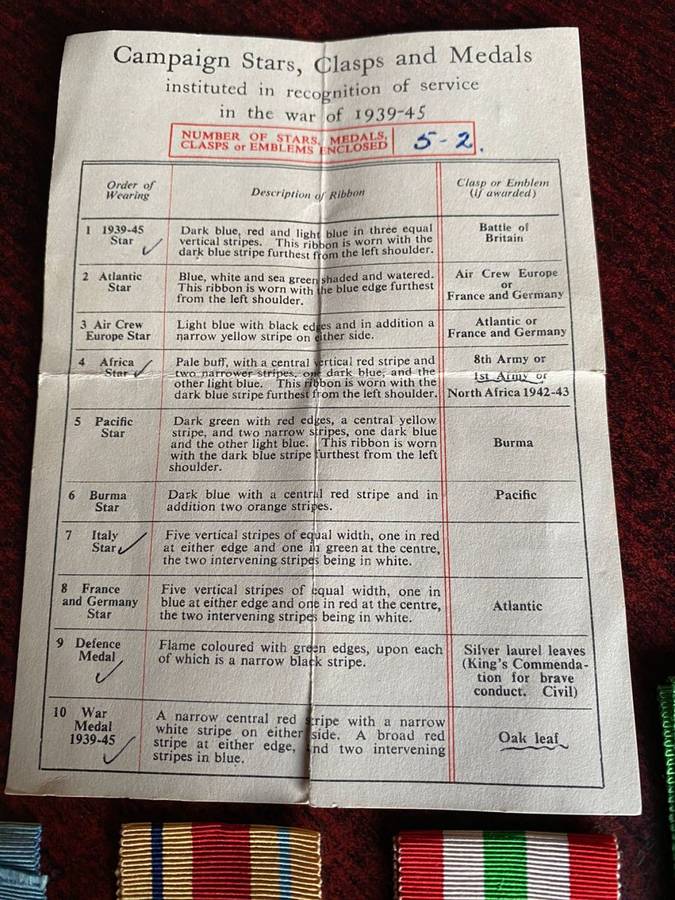 Campaign Stars, Clasps and Medals
instituted in recognition of service
in the war of 1939-45
NUMBER OF STARS, MEDALS,
CLASPS or EMBLEMS ENCLOSED
5-2.
Order of
Wearing
Description of Ribbon
Clasp or Emblem
(if awarded)
1 1939-45
Star
Dark blue, red and light blue in three equal
vertical stripes. This ribbon is worn with the
dark blue stripe furthest from the left shoulder.
Battle of
Britain
2 Atlantic
Star
Blue, white and sea green shaded and watered.
This ribbon is worn with the blue edge furthest
from the left shoulder.
Air Crew Europe
or
France and Germany
3 Air Crew
Europe Star
Light blue with black edges and in addition a
narrow yellow stripe on either side.
Atlantic or
France and Germany
4 Africa
Star
Pale buff, with a central vertical red stripe and
two narrower stripes, one dark blue, and the
other light blue. This ribbon is worn with the
dark blue stripe furthest from the left shoulder.
8th Army or
1st Army or
North Africa 1942-43
5 Pacific
Star
Dark green with red edges, a central yellow
stripe, and two narrow stripes, one dark blue
and the other light blue. This ribbon is worn
with the dark blue stripe furthest from the left
shoulder.
Burma
6 Burma
Star
Dark blue with a central red stripe and in
addition two orange stripes.
Pacific
7 Italy
Star
Five vertical stripes of equal width, one in red
at either edge and one in green at the centre,
the two intervening stripes being in white.
8 France
and Germany
Star
Five vertical stripes of equal width, one in
blue at either edge and one in red at the centre,
the two intervening stripes being in white.
Atlantic
9 Defence
Medal
Flame coloured with green edges, upon each
of which is a narrow black stripe.
Silver laurel leaves
(King's Commenda-
tion for brave
conduct. Civil)
10 War
Medal
1939-45
A narrow central red stripe with a narrow
white stripe on either side. A broad red
stripe at either edge, and two intervening
stripes in blue.
Oak leaf